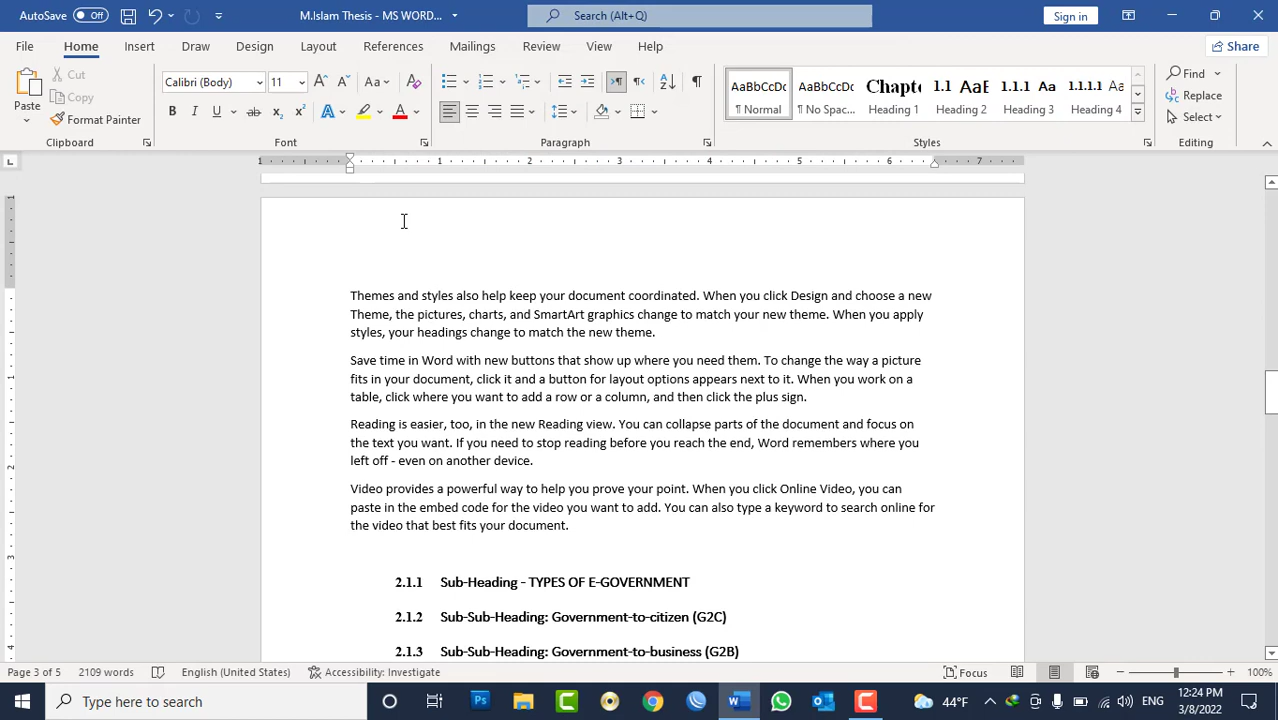 AutoSave Off M.Islam Thesis - MS WORD... Search (Alt+Q) Sign in
File Home Insert Draw Design Layout References Mailings Review View Help Share
Paste Cut Copy Format Painter
Clipboard
Calibri (Body) 11 Aa
B I U ab x₂ x² A A
Font
Paragraph
AaBbCcDc AaBbCcDc Chapte 1.1 AaB 1.1.1 Aa 1.1.1.1 Aa
¶ Normal ¶ No Spac... Heading 1 Heading 2 Heading 3 Heading 4
Styles
Find
Replace
Select
Editing
1 1 2 3 4 5 6 7
Themes and styles also help keep your document coordinated. When you click Design and choose a new
Theme, the pictures, charts, and SmartArt graphics change to match your new theme. When you apply
styles, your headings change to match the new theme.
Save time in Word with new buttons that show up where you need them. To change the way a picture
fits in your document, click it and a button for layout options appears next to it. When you work on a
table, click where you want to add a row or a column, and then click the plus sign.
Reading is easier, too, in the new Reading view. You can collapse parts of the document and focus on
the text you want. If you need to stop reading before you reach the end, Word remembers where you
left off - even on another device.
Video provides a powerful way to help you prove your point. When you click Online Video, you can
paste in the embed code for the video you want to add. You can also type a keyword to search online for
the video that best fits your document.
2.1.1 Sub-Heading - TYPES OF E-GOVERNMENT
2.1.2 Sub-Sub-Heading: Government-to-citizen (G2C)
2.1.3 Sub-Sub-Heading: Government-to-business (G2B)
Page 3 of 5 2109 words English (United States) Accessibility: Investigate Focus 100%
Type here to search 44°F ENG 12:24 PM
3/8/2022